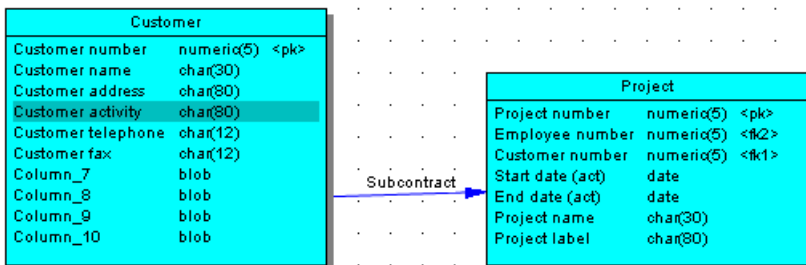 Customer
Customer number numeric(5) <pk>
Customer name char(30)
Customer address char(80)
Customer activity char(80)
Customer telephone char(12)
Customer fax char(12)
Column_7 blob
Column_8 blob
Column_9 blob
Column_10 blob
Subcontract
Project
Project number numeric(5) <pk>
Employee number numeric(5) <fk2>
Customer number numeric(5) <fk1>
Start date (act) date
End date (act) date
Project name char(30)
Project label char(80)